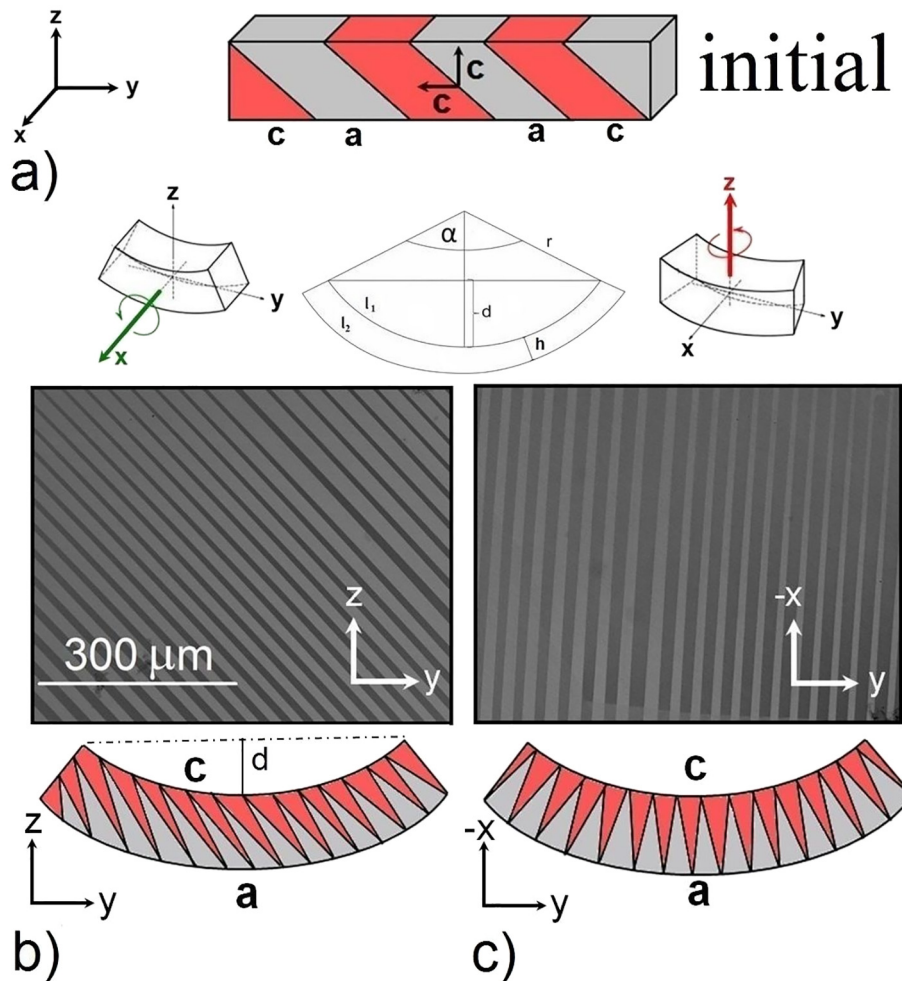 z
y
x
initial
c
c
c a a c
a)
z
y
x
α
r
l1
l2
d
h
z
y
x
z
y
300 µm
-x
y
c
d
a
z
y
b)
c
a
-x
y
c)